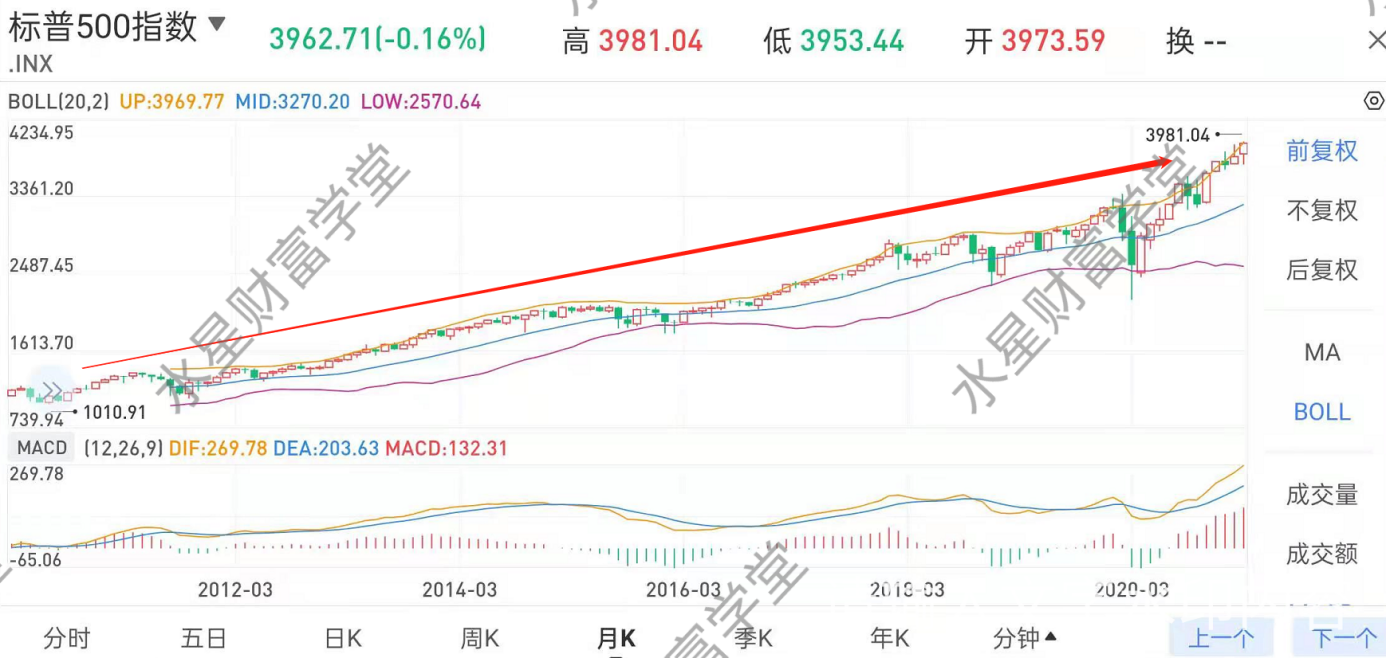 标普500指数 3962.71(-0.16%) 高 3981.04 低 3953.44 开 3973.59 换 --
.INX
BOLL(20,2) UP:3969.77 MID:3270.20 LOW:2570.64
4234.95
3981.04
前复权
3361.20
不复权
2487.45
后复权
1613.70
MA
1010.91
BOLL
739.94
MACD (12,26,9) DIF:269.78 DEA:203.63 MACD:132.31
269.78
成交量
-65.06
成交额
2012-03 2014-03 2016-03 2018-03 2020-03
分时 五日 日K 周K 月K 季K 年K 分钟 上一个 下一个
水星财富学堂
水星财富学堂
财富学堂